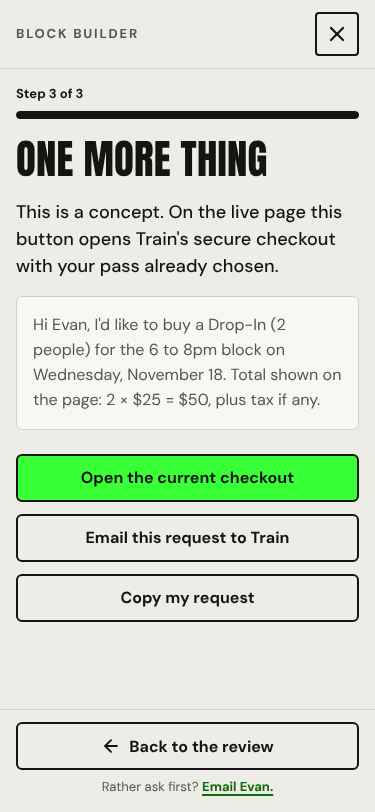 BLOCK BUILDER
Step 3 of 3
ONE MORE THING
This is a concept. On the live page this
button opens Train's secure checkout
with your pass already chosen.
Hi Evan, I'd like to buy a Drop-In (2
people) for the 6 to 8pm block on
Wednesday, November 18. Total shown on
the page: 2 × $25 = $50, plus tax if any.
Open the current checkout
Email this request to Train
Copy my request
← Back to the review
Rather ask first? Email Evan.